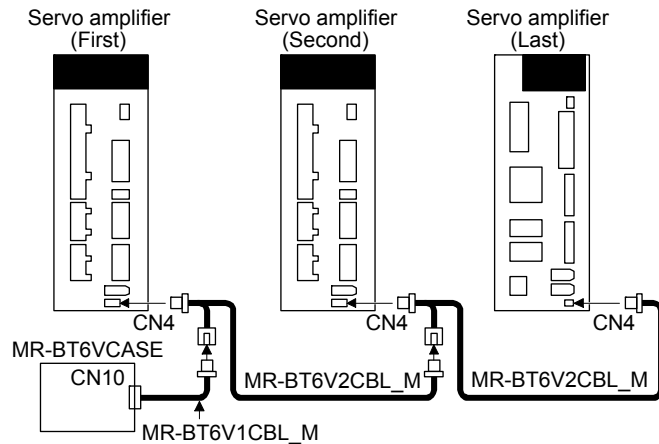 Servo amplifier
(First)
Servo amplifier
(Second)
Servo amplifier
(Last)
CN4
CN4
CN4
MR-BT6VCASE
CN10
MR-BT6V2CBL_M
MR-BT6V2CBL_M
MR-BT6V1CBL_M